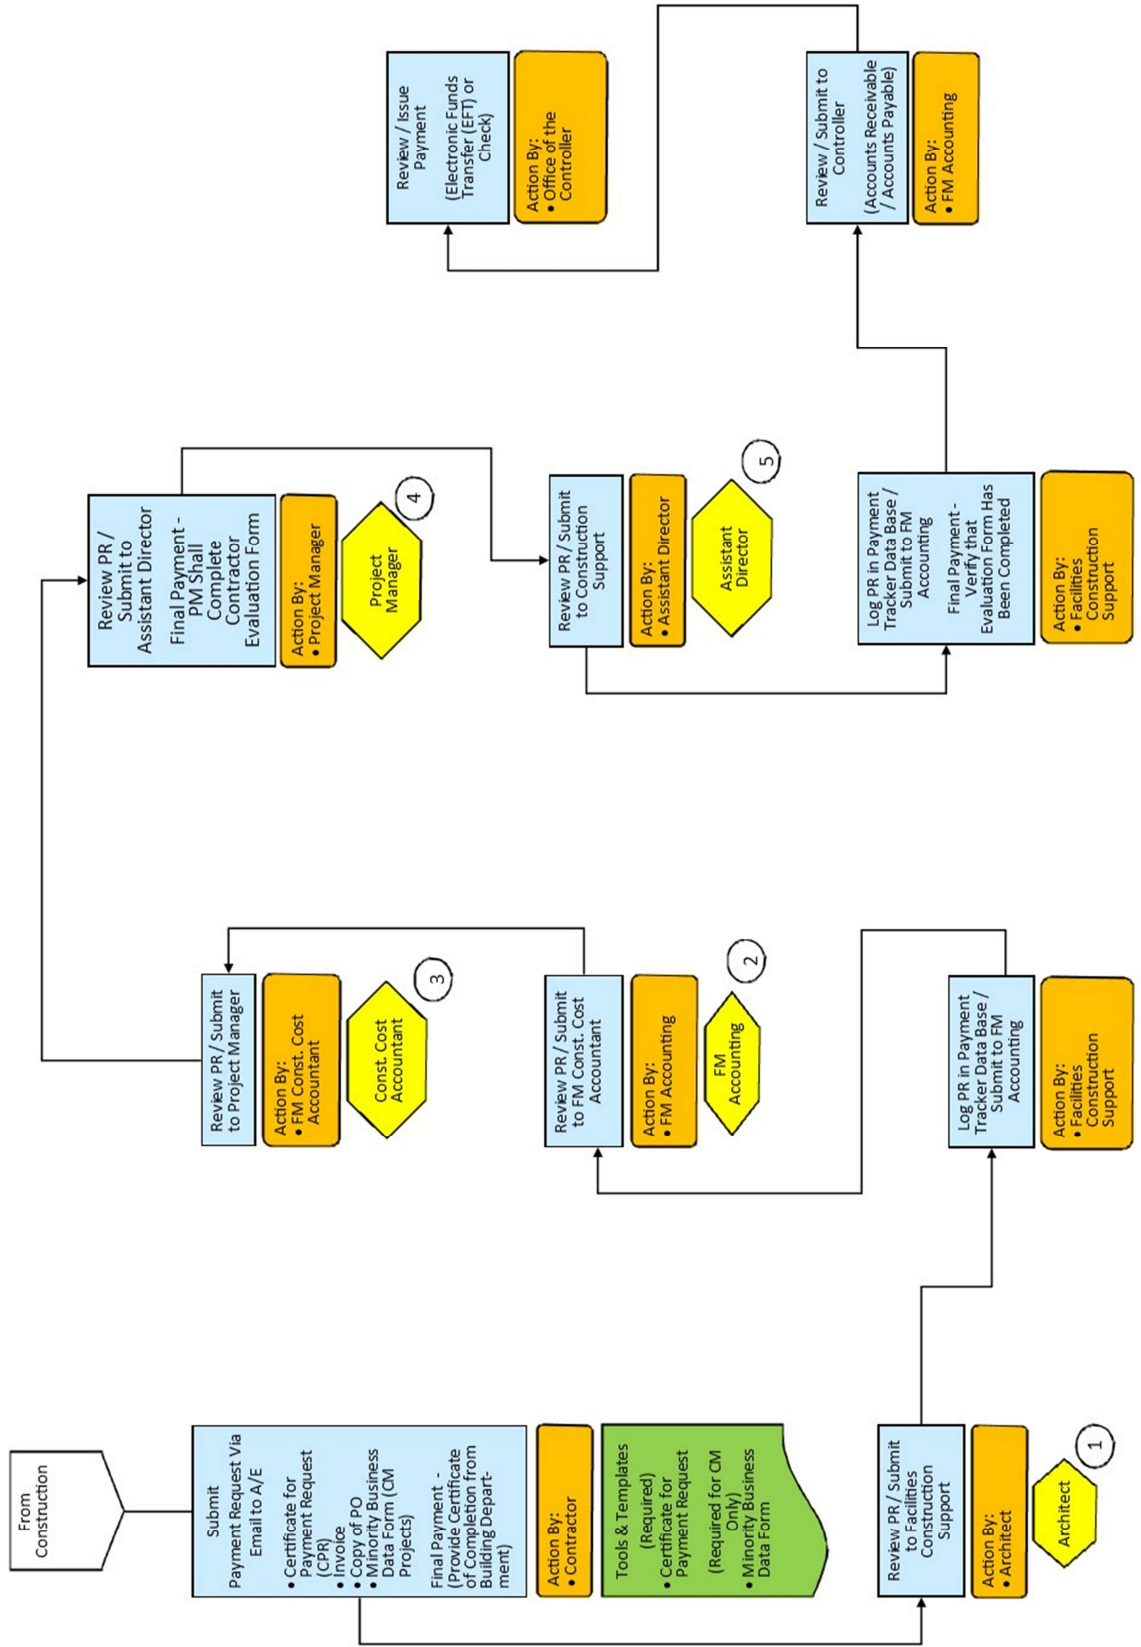 From
Construction
Submit
Payment Request Via
Email to A/E
• Certificate for
Payment Request
(CPR)
• Invoice
• Copy of PO
• Minority Business
Data Form (CM
Projects)
Final Payment -
(Provide Certificate
of Completion from
Building Depart-
ment)
Action By:
• Contractor
Tools & Templates
(Required)
• Certificate for
Payment Request
(Required for CM
Only)
• Minority Business
Data Form
Review PR / Submit
to Facilities
Construction
Support
Action By:
• Architect
Architect
1
Log PR in Payment
Tracker Data Base /
Submit to FM
Accounting
Action By:
• Facilities
Construction
Support
Review PR / Submit
to FM Const. Cost
Accountant
Action By:
• FM Accounting
FM
Accounting
2
Review PR / Submit
to Project Manager
Action By:
• FM Const. Cost
Accountant
Const. Cost
Accountant
3
Review PR /
Submit to
Assistant Director
Final Payment -
PM Shall
Complete
Contractor
Evaluation Form
Action By:
• Project Manager
Project
Manager
4
Review PR / Submit
to Construction
Support
Action By:
• Assistant Director
Assistant
Director
5
Log PR in Payment
Tracker Data Base /
Submit to FM
Accounting
Final Payment -
Verify that
Evaluation Form Has
Been Completed
Action By:
• Facilities
Construction
Support
Review / Submit to
Controller
(Accounts Receivable
/ Accounts Payable)
Action By:
• FM Accounting
Review / Issue
Payment
(Electronic Funds
Transfer (EFT) or
Check)
Action By:
• Office of the
Controller